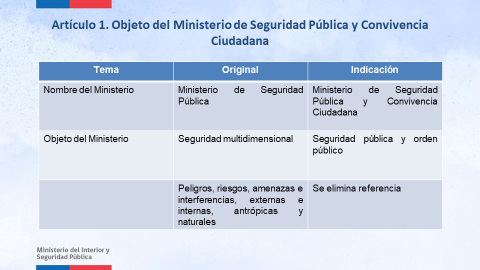 Artículo 1. Objeto del Ministerio de Seguridad Pública y Convivencia
Ciudadana
Tema Original Indicación
Nombre del Ministerio
Ministerio de Seguridad
Pública
Ministerio de Seguridad
Pública y Convivencia
Ciudadana
Objeto del Ministerio
Seguridad multidimensional
Seguridad pública y orden
público
Peligros, riesgos, amenazas e
interferencias, externas e
internas, antrópicas y
naturales
Se elimina referencia
Ministerio del Interior y
Seguridad Pública